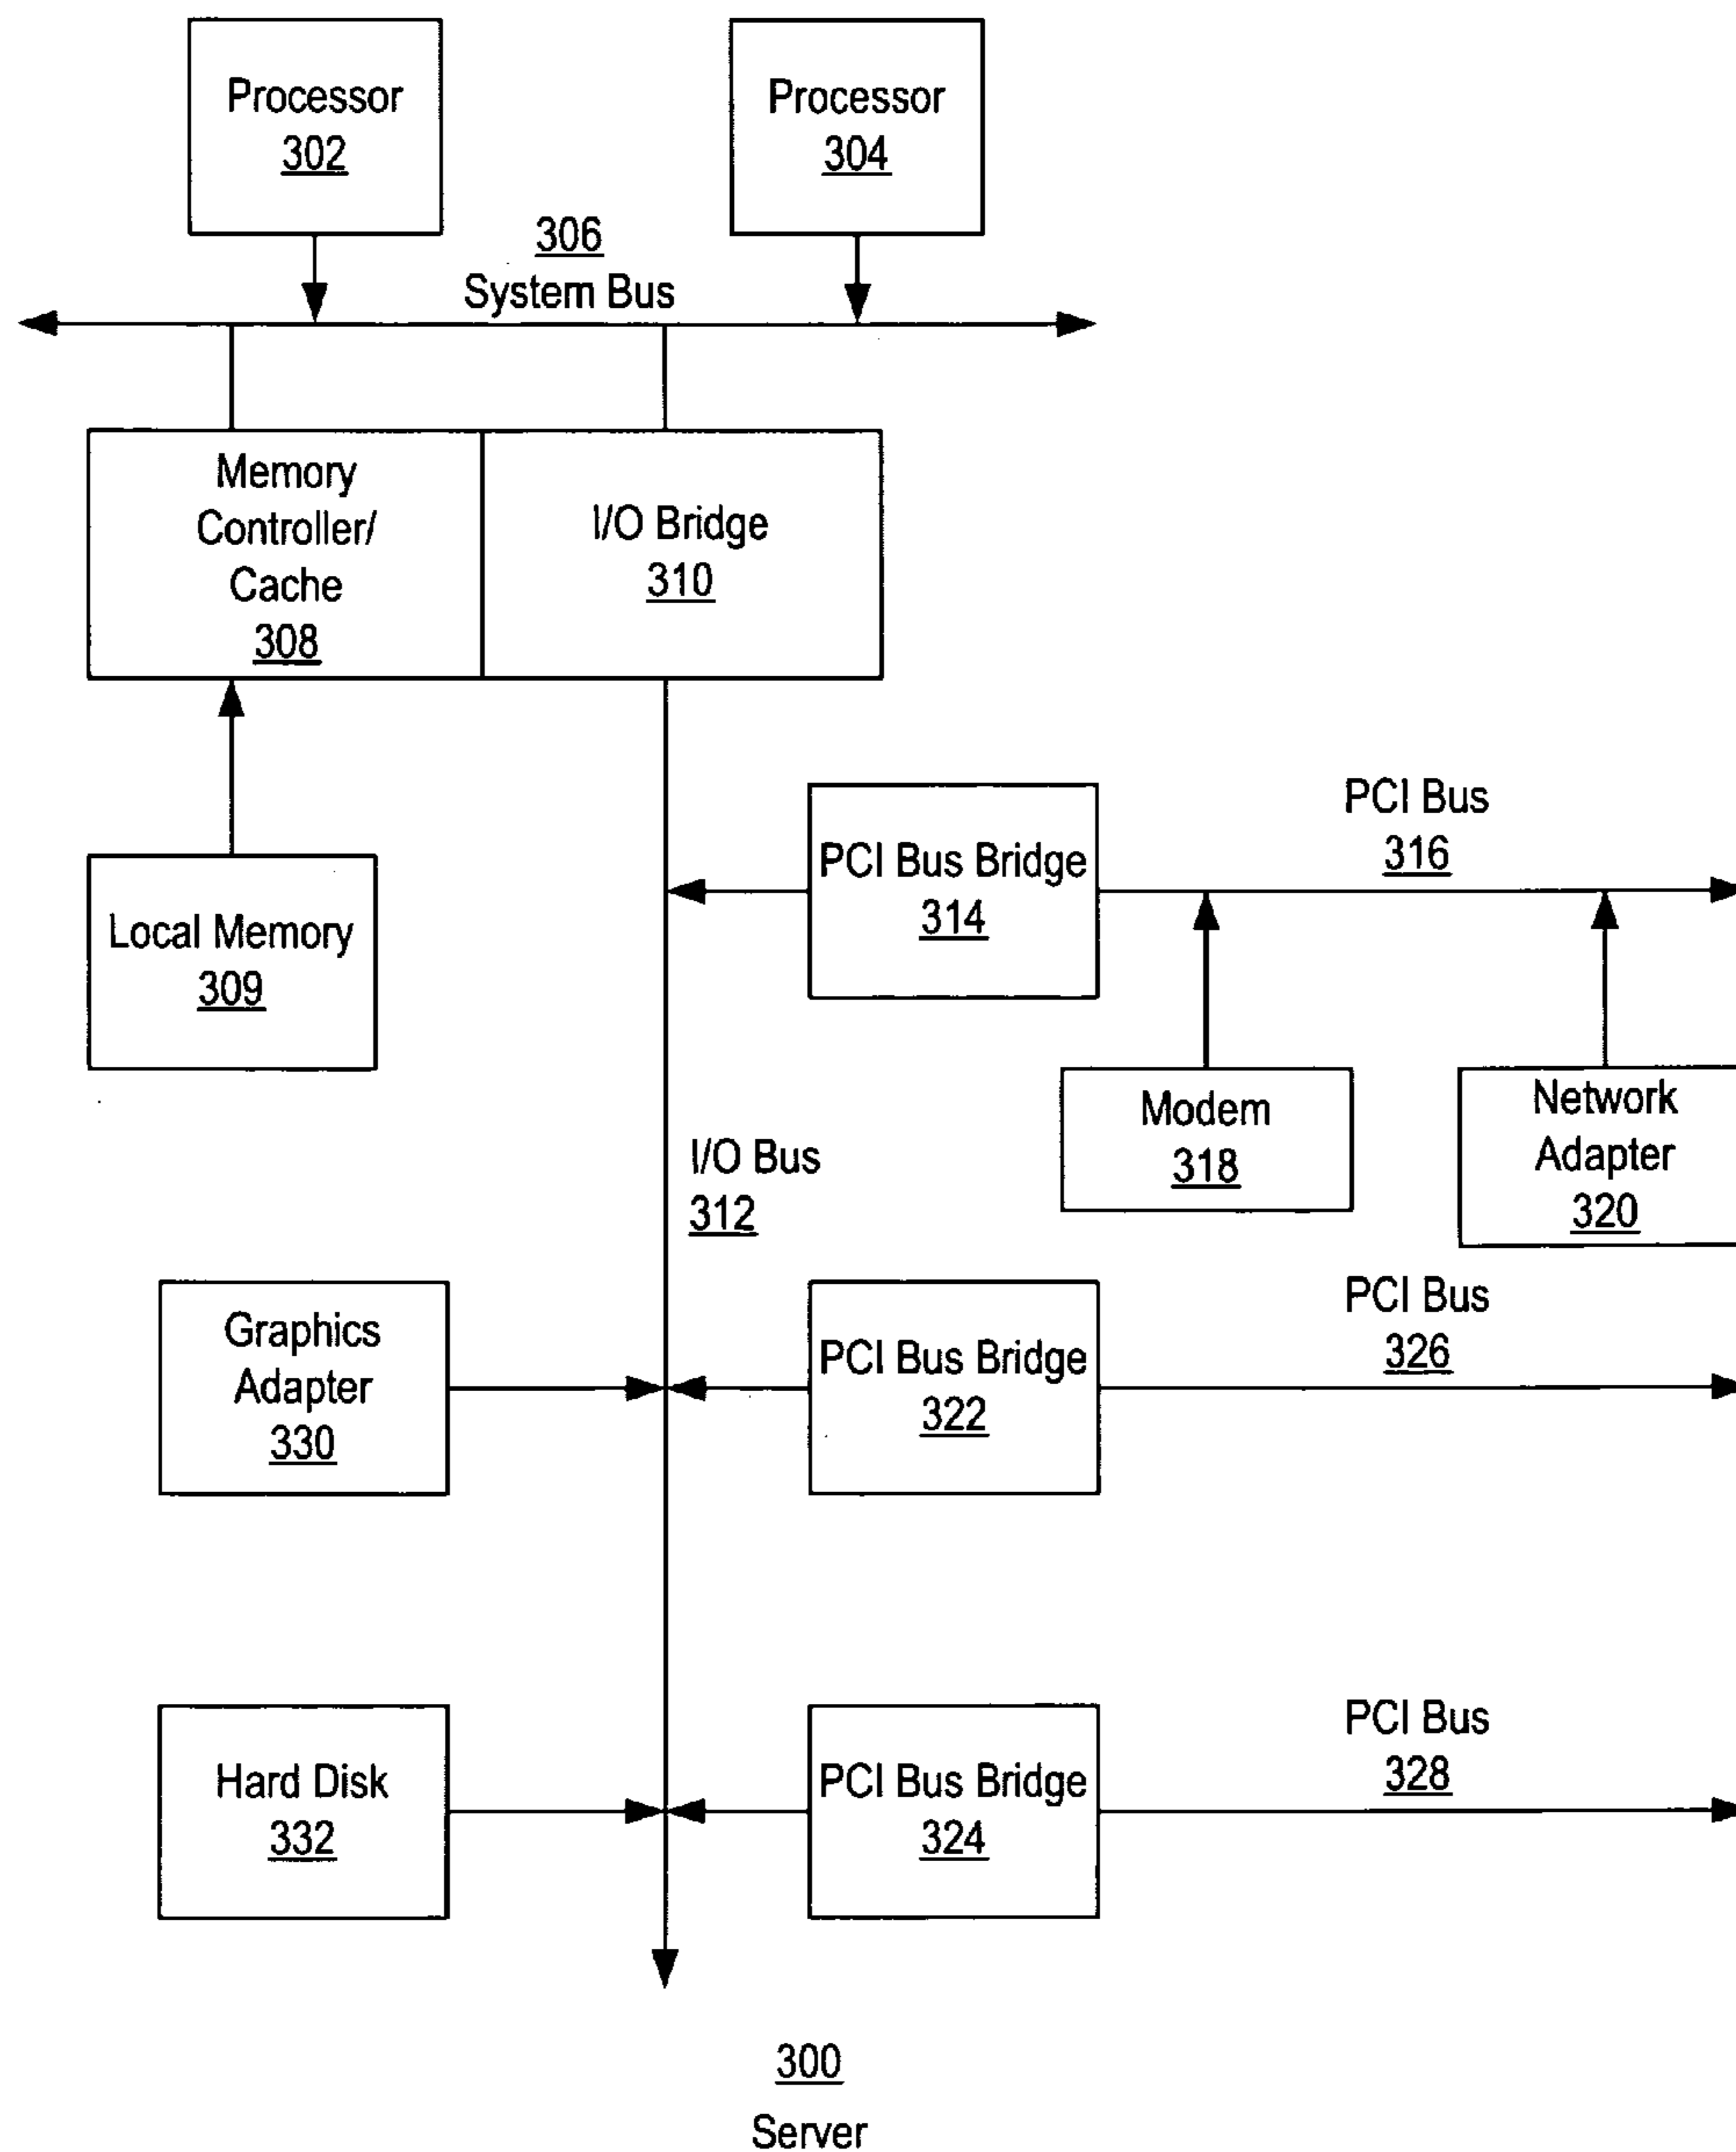 Processor
302
Processor
304
306
System Bus
Memory
Controller/
Cache
308
I/O Bridge
310
PCI Bus Bridge
314
PCI Bus
316
Local Memory
309
Modem
318
Network
Adapter
320
I/O Bus
312
Graphics
Adapter
330
PCI Bus Bridge
322
PCI Bus
326
Hard Disk
332
PCI Bus Bridge
324
PCI Bus
328
300
Server